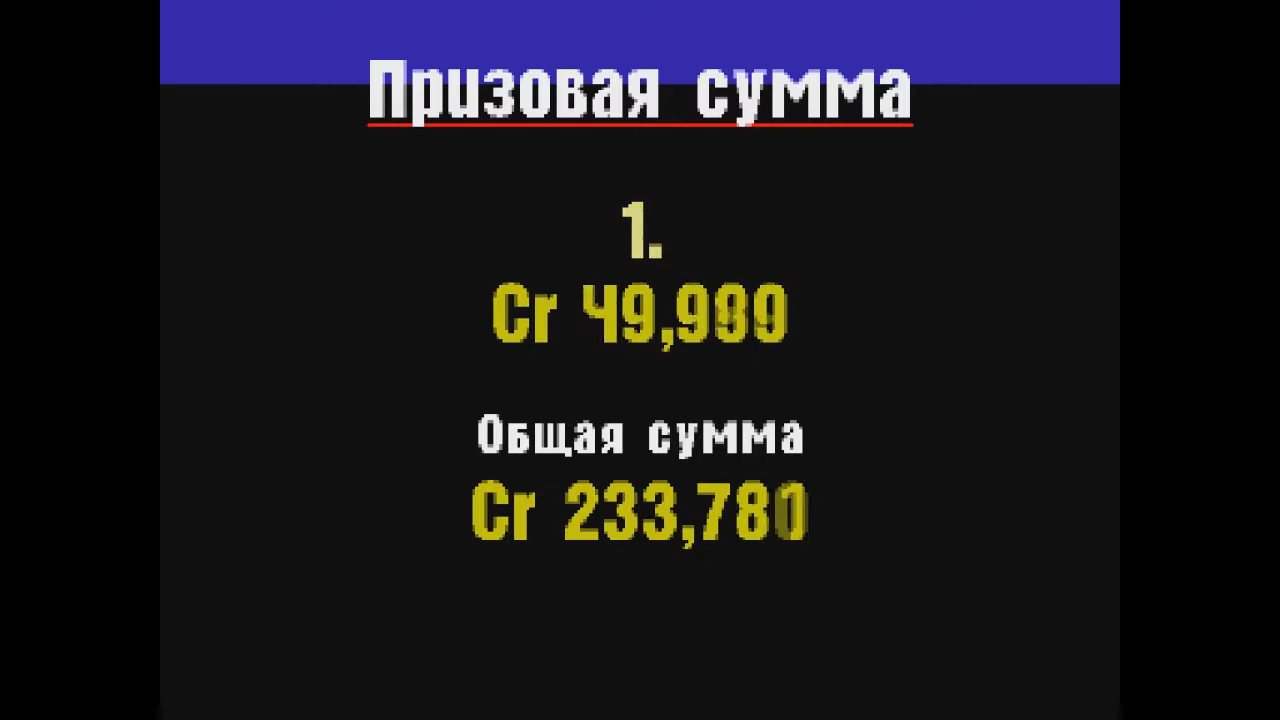 Призовая сумма
1.
Cr 49,999
Общая сумма
Cr 233,780